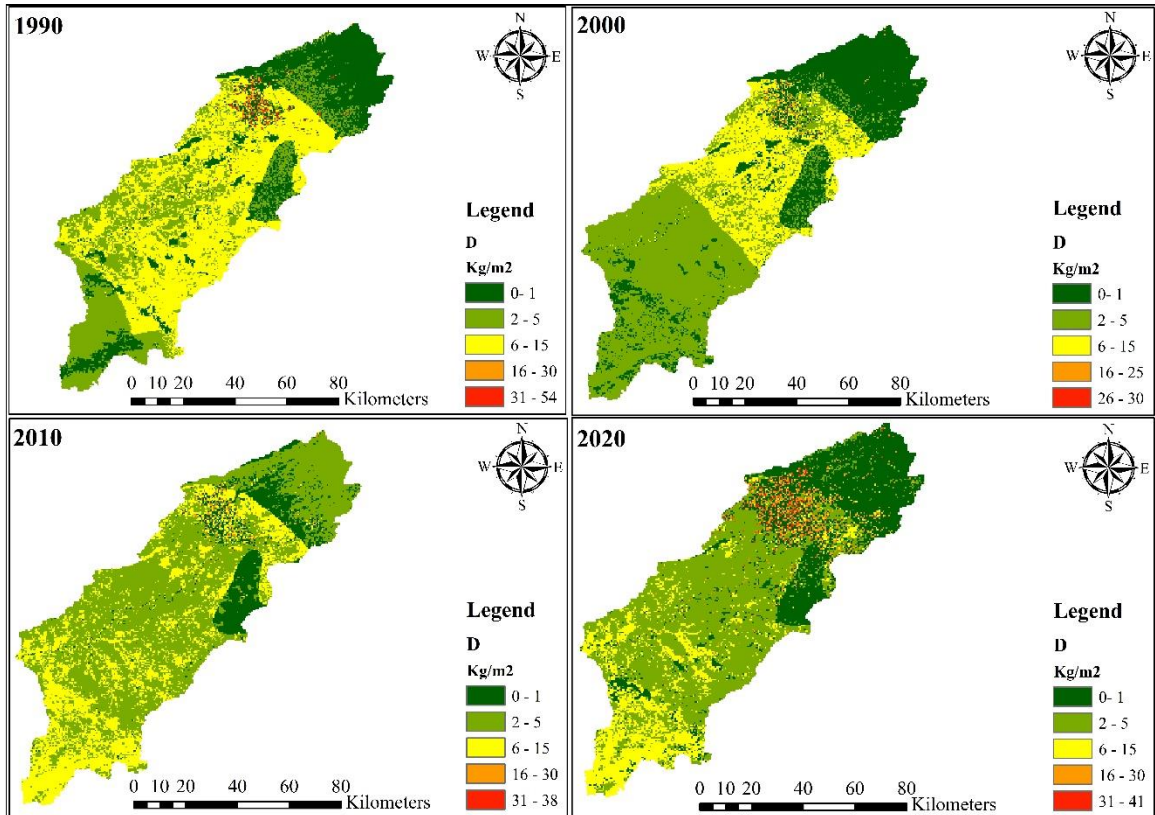 1990
N
W E
S
Legend
D
Kg/m2
0- 1
2 - 5
6 - 15
16 - 30
31 - 54
0 10 20 40 60 80
Kilometers
2000
N
W E
S
Legend
D
Kg/m2
0- 1
2 - 5
6 - 15
16 - 25
26 - 30
0 10 20 40 60 80
Kilometers
2010
N
W E
S
Legend
D
Kg/m2
0 - 1
2 - 5
6 - 15
16 - 30
31 - 38
0 10 20 40 60 80
Kilometers
2020
N
W E
S
Legend
D
Kg/m2
0- 1
2 - 5
6 - 15
16 - 30
31 - 41
0 10 20 40 60 80
Kilometers